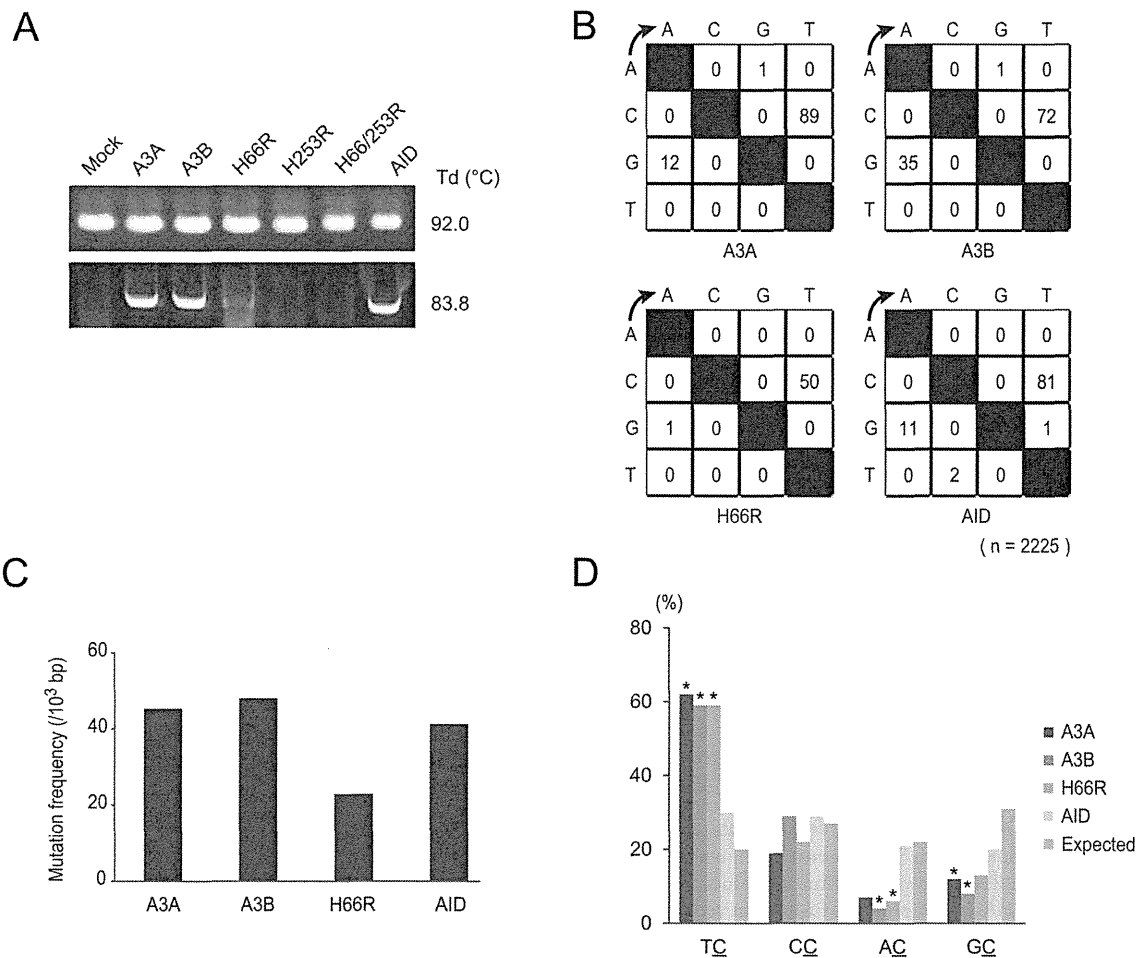 A
Mock A3A A3B H66R H253R H66/253R AID
Td (°C)
92.0
83.8
B
A C G T
A 0 1 0
C 0 0 89
G 12 0 0
T 0 0 0
A3A
A C G T
A 0 1 0
C 0 0 72
G 35 0 0
T 0 0 0
A3B
A C G T
A 0 0 0
C 0 0 50
G 1 0 0
T 0 0 0
H66R
A C G T
A 0 0 0
C 0 0 81
G 11 0 1
T 0 2 0
AID
( n = 2225 )
C
Mutation frequency (/10³ bp)
60
40
20
0
A3A A3B H66R AID
D
(%)
80
60
40
20
0
* * *
* *
* *
TC CC AC GC
A3A
A3B
H66R
AID
Expected